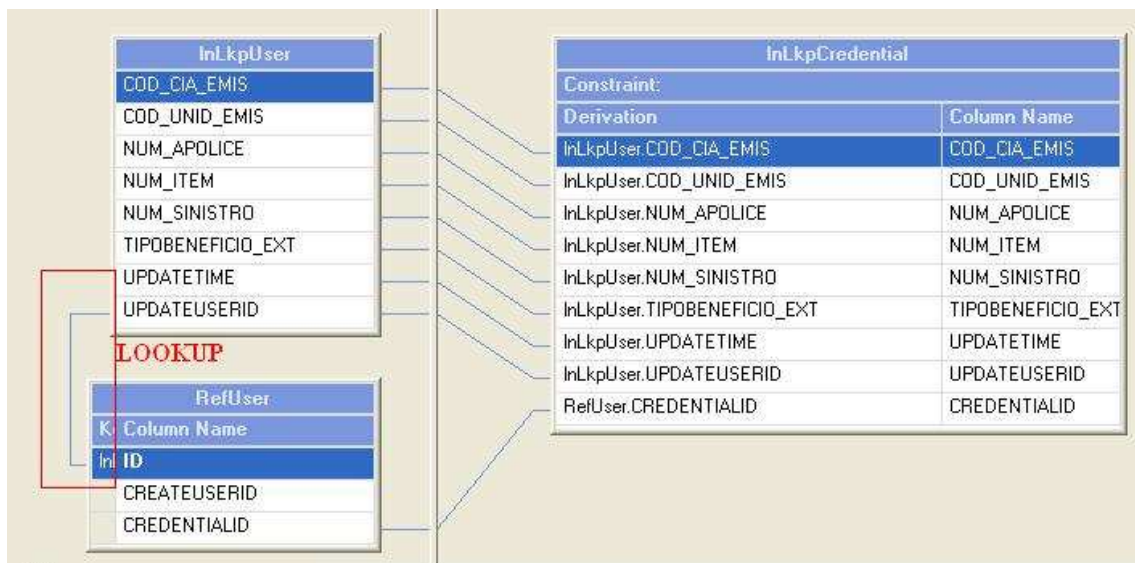 InLkpUser
COD_CIA_EMIS
COD_UNID_EMIS
NUM_APOLICE
NUM_ITEM
NUM_SINISTRO
TIPOBENEFICIO_EXT
UPDATETIME
UPDATEUSERID
LOOKUP
RefUser
K Column Name
Inl ID
CREATEUSERID
CREDENTIALID
InLkpCredential
Constraint:
Derivation Column Name
InLkpUser.COD_CIA_EMIS COD_CIA_EMIS
InLkpUser.COD_UNID_EMIS COD_UNID_EMIS
InLkpUser.NUM_APOLICE NUM_APOLICE
InLkpUser.NUM_ITEM NUM_ITEM
InLkpUser.NUM_SINISTRO NUM_SINISTRO
InLkpUser.TIPOBENEFICIO_EXT TIPOBENEFICIO_EXT
InLkpUser.UPDATETIME UPDATETIME
InLkpUser.UPDATEUSERID UPDATEUSERID
RefUser.CREDENTIALID CREDENTIALID